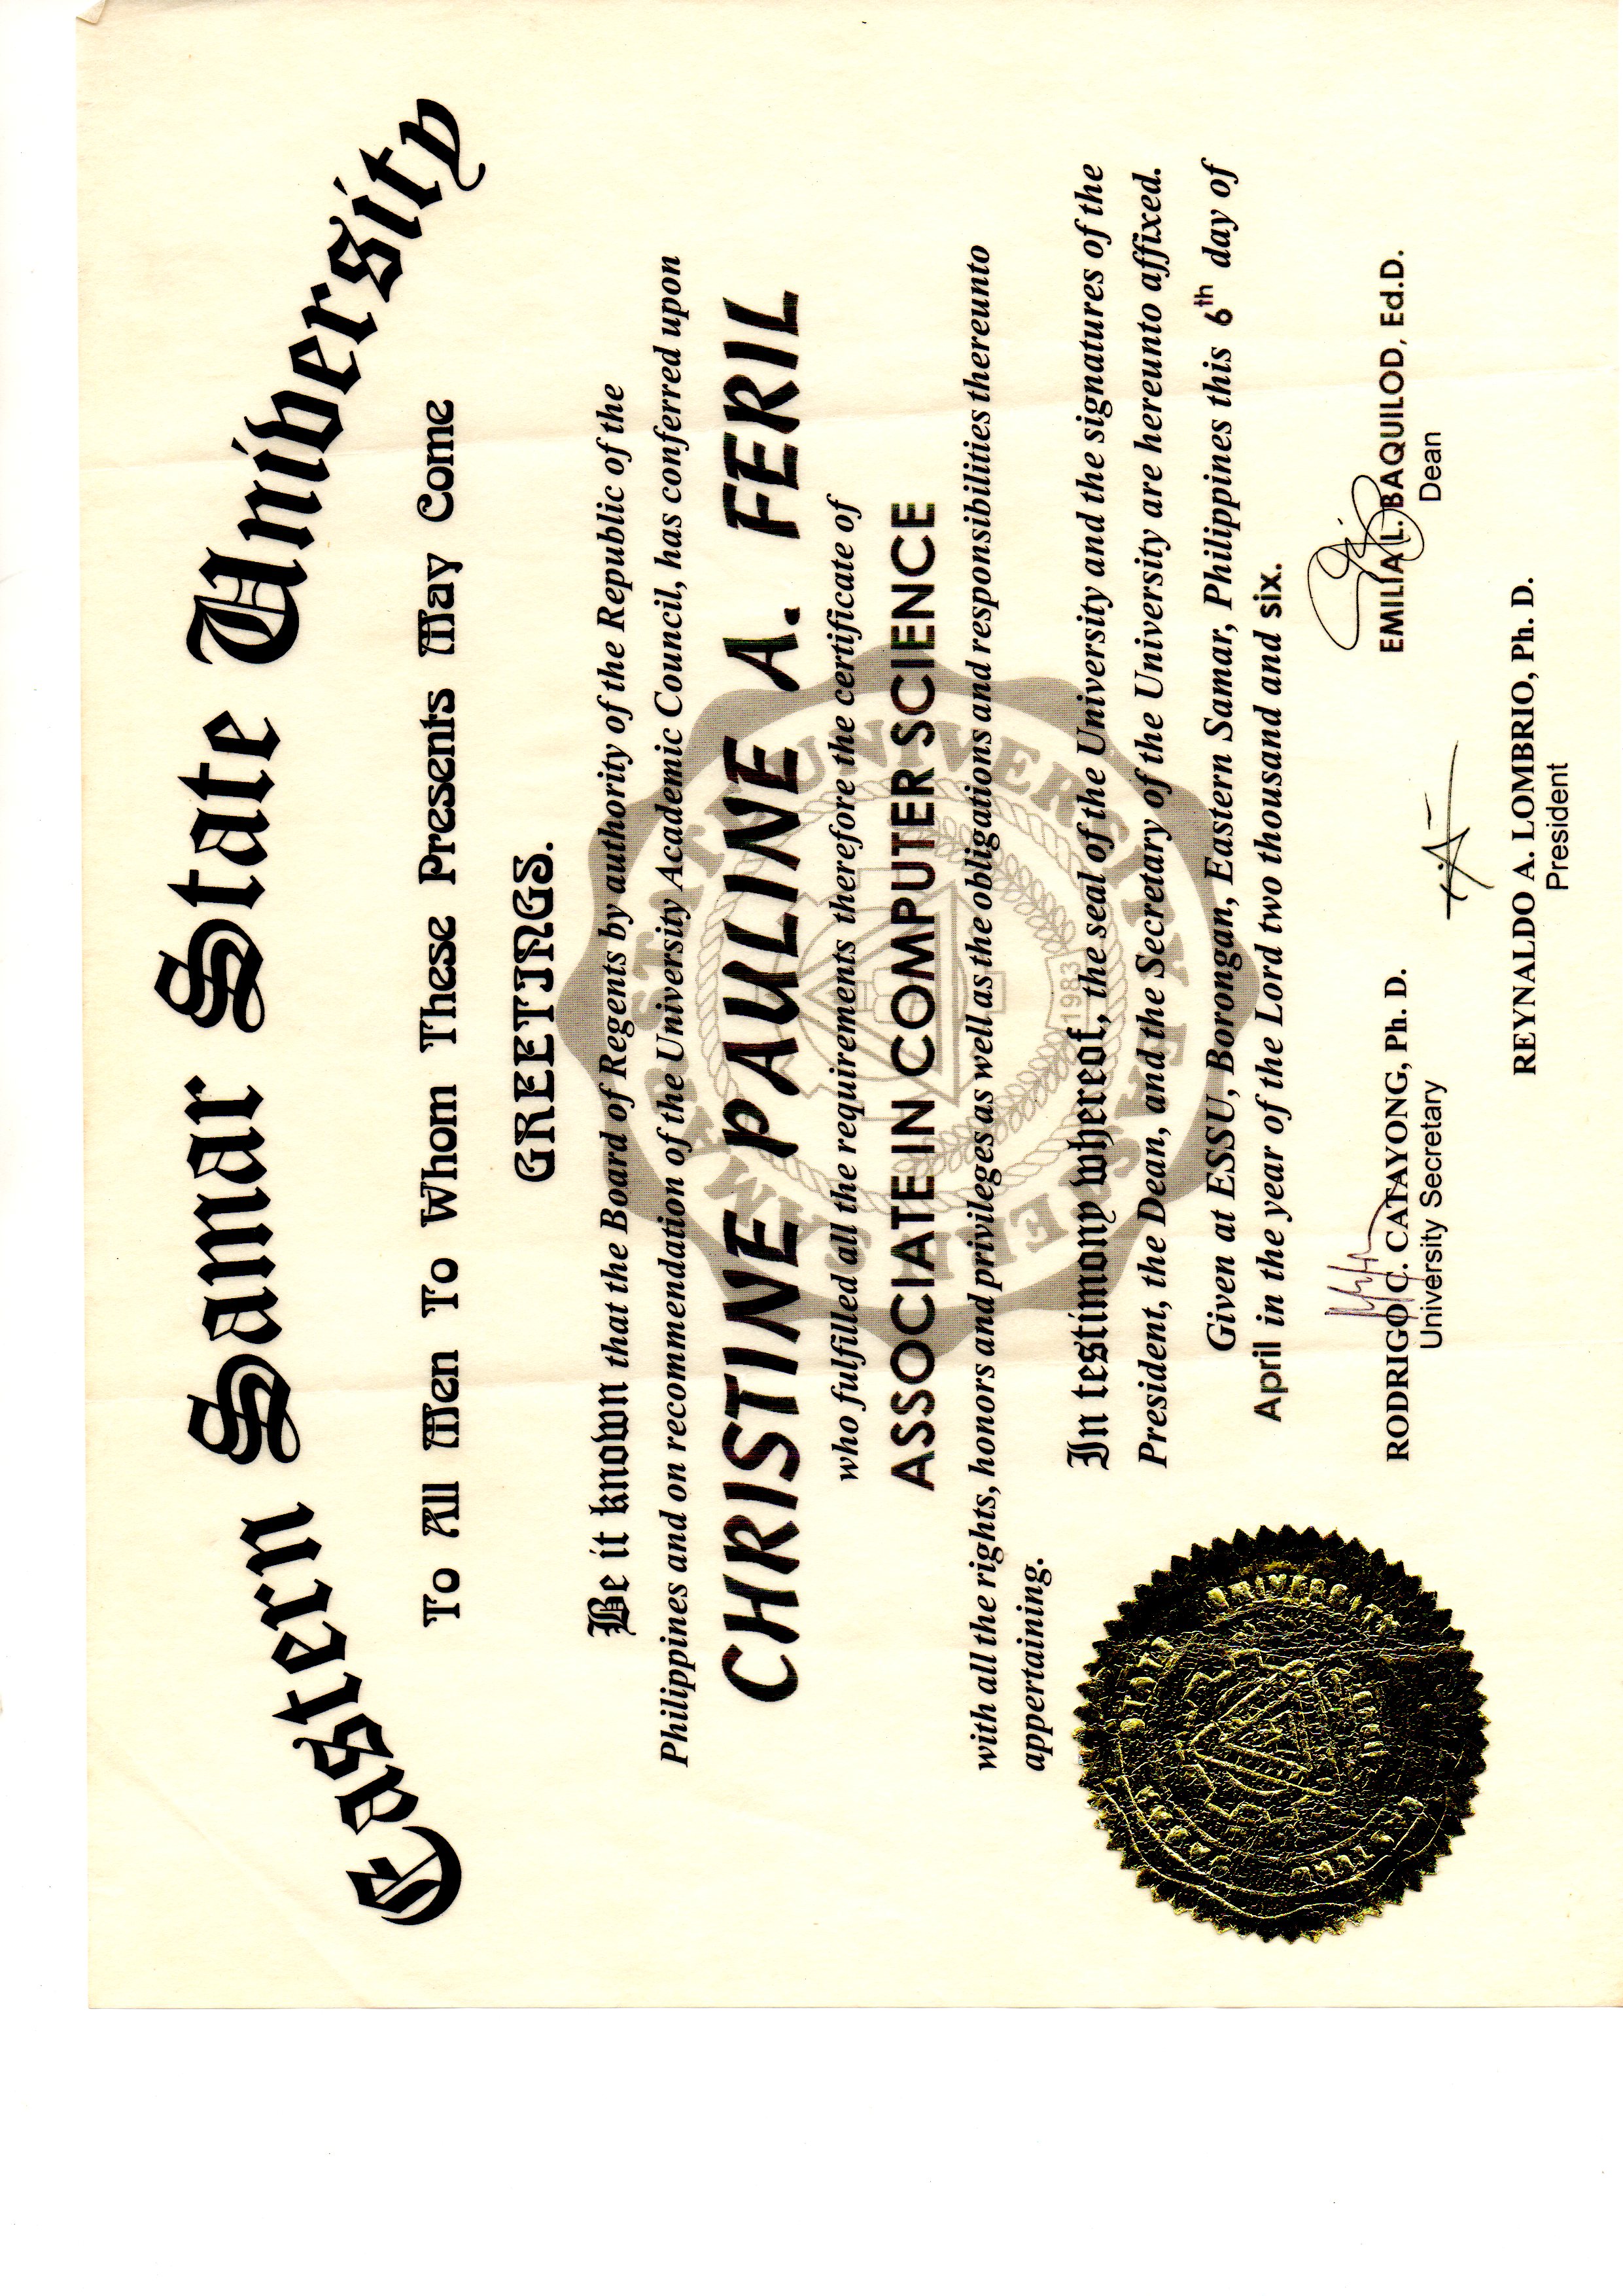 Eastern Samar State University
To All Men To Whom These Presents May Come
GREETINGS.
Be it known that the Board of Regents by authority of the Republic of the
Philippines and on recommendation of the University Academic Council, has conferred upon
CHRISTINE PAULINE A. FERIL
who fulfilled all the requirements therefore the certificate of
ASSOCIATE IN COMPUTER SCIENCE
with all the rights, honors and privileges as well as the obligations and responsibilities thereunto
appertaining.
In testimony whereof, the seal of the University and the signatures of the
President, the Dean, and the Secretary of the University are hereunto affixed.
Given at ESSU, Borongan, Eastern Samar, Philippines this 6th day of
April in the year of the Lord two thousand and six.
RODRIGO C. CATAYONG, Ph. D.
University Secretary
EMILIA L. BAQUILOD, Ed.D.
Dean
REYNALDO A. LOMBRIO, Ph. D.
President
EASTERN SAMAR STATE UNIVERSITY
1983